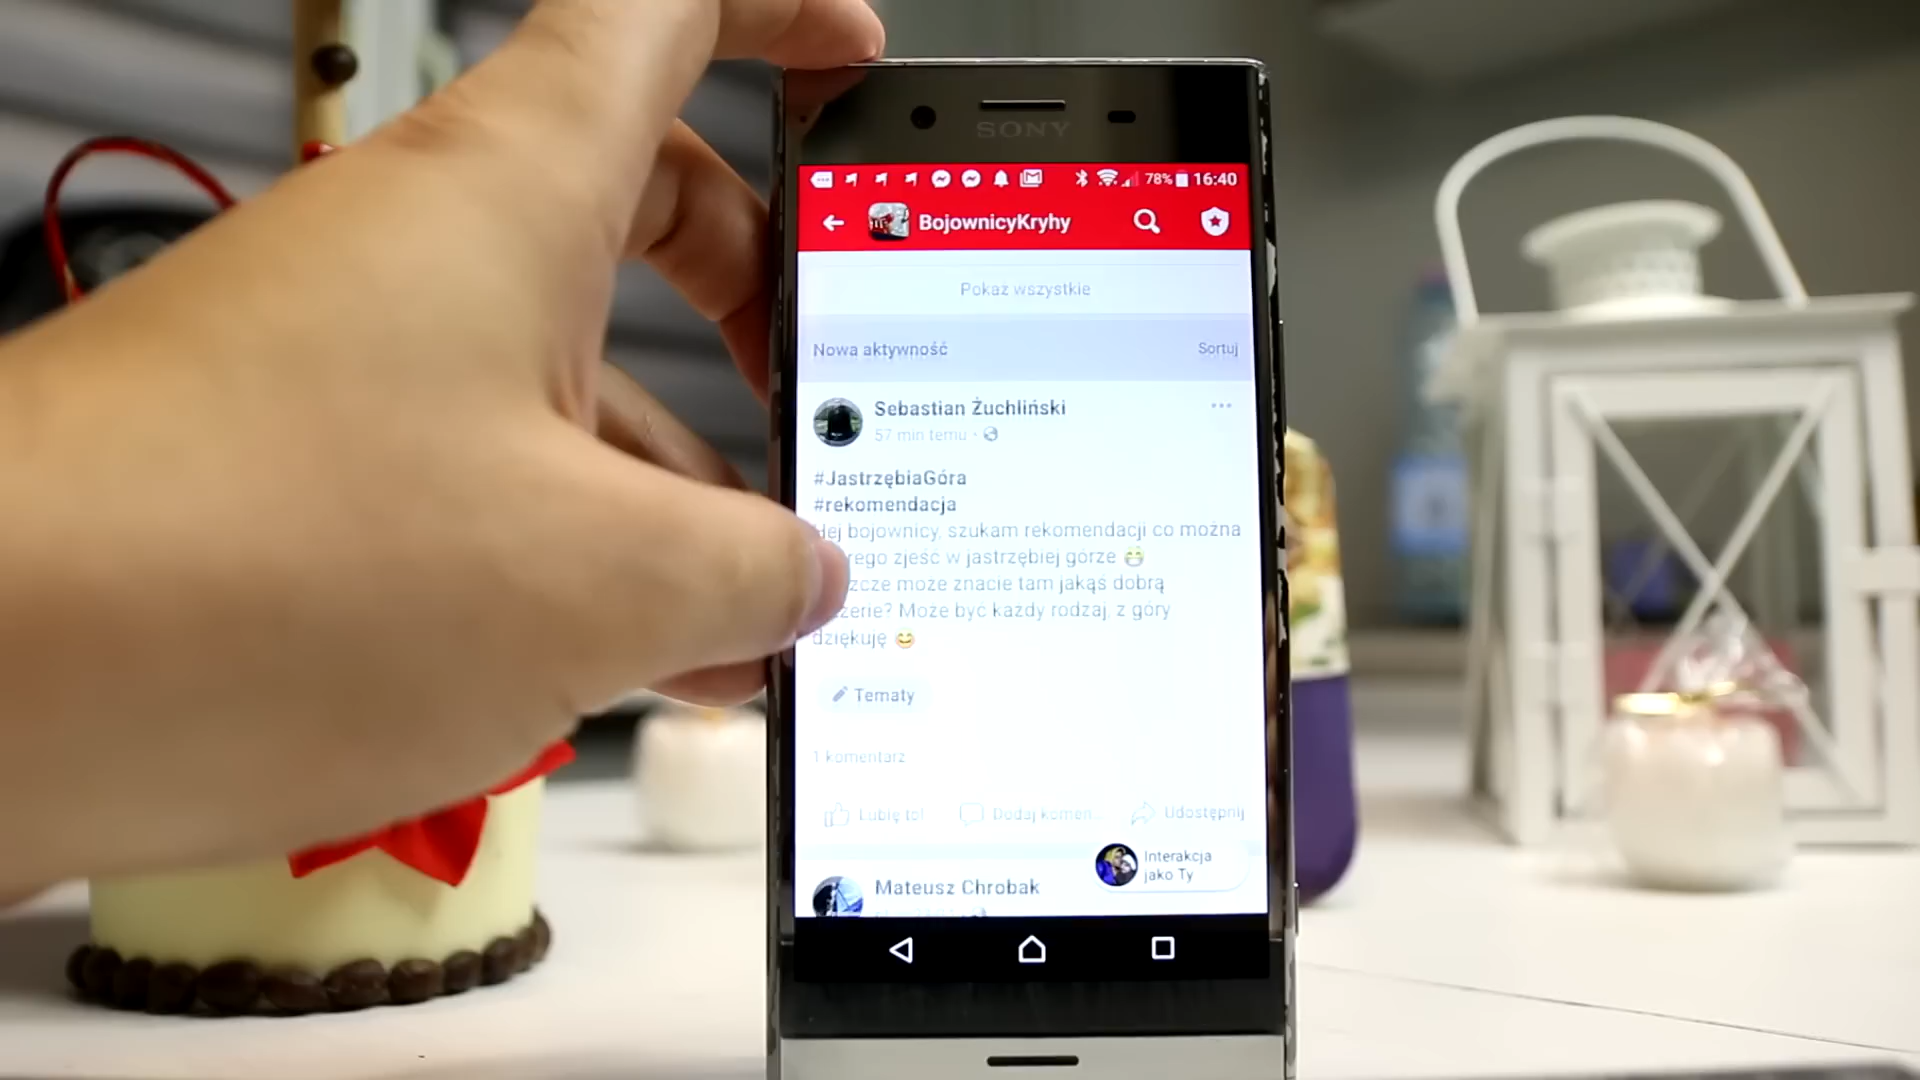 SONY
78% 16:40
BojownicyKryhy
Pokaż wszystkie
Nowa aktywność
Sortuj
Sebastian Żuchliński
57 min temu
#JastrzębiaGóra
#rekomendacja
bojownicy, szukam rekomendacji co można
zjeść w jastrzębiej górze
może znacie tam jakąś dobrą
Może być każdy rodzaj, z góry
dziękuję
Tematy
1 komentarz
Lubię to!
Dodaj komen...
Udostępnij
Interakcja
jako Ty
Mateusz Chrobak